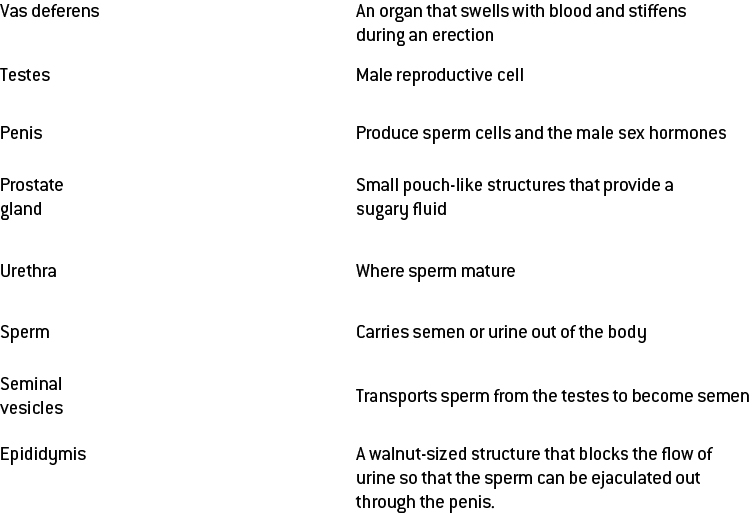 Vas deferens
An organ that swells with blood and stiffens
during an erection
Testes
Male reproductive cell
Penis
Produce sperm cells and the male sex hormones
Prostate
gland
Small pouch-like structures that provide a
sugary fluid
Urethra
Where sperm mature
Sperm
Carries semen or urine out of the body
Seminal
vesicles
Transports sperm from the testes to become semen
Epididymis
A walnut-sized structure that blocks the flow of
urine so that the sperm can be ejaculated out
through the penis.